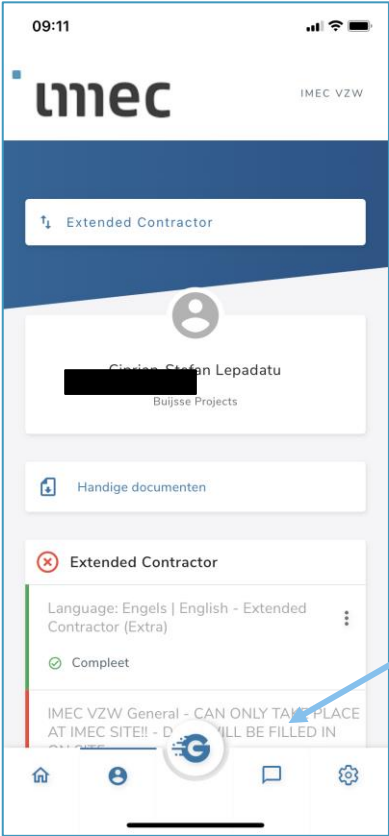 09:11
imec
IMEC VZW
Extended Contractor
Lepadatu
Buijsse Projects
Handige documenten
Extended Contractor
Language: Engels | English - Extended
Contractor (Extra)
Compleet
IMEC VZW General - CAN ONLY TAKE PLACE
AT IMEC SITE!! - WILL BE FILLED IN